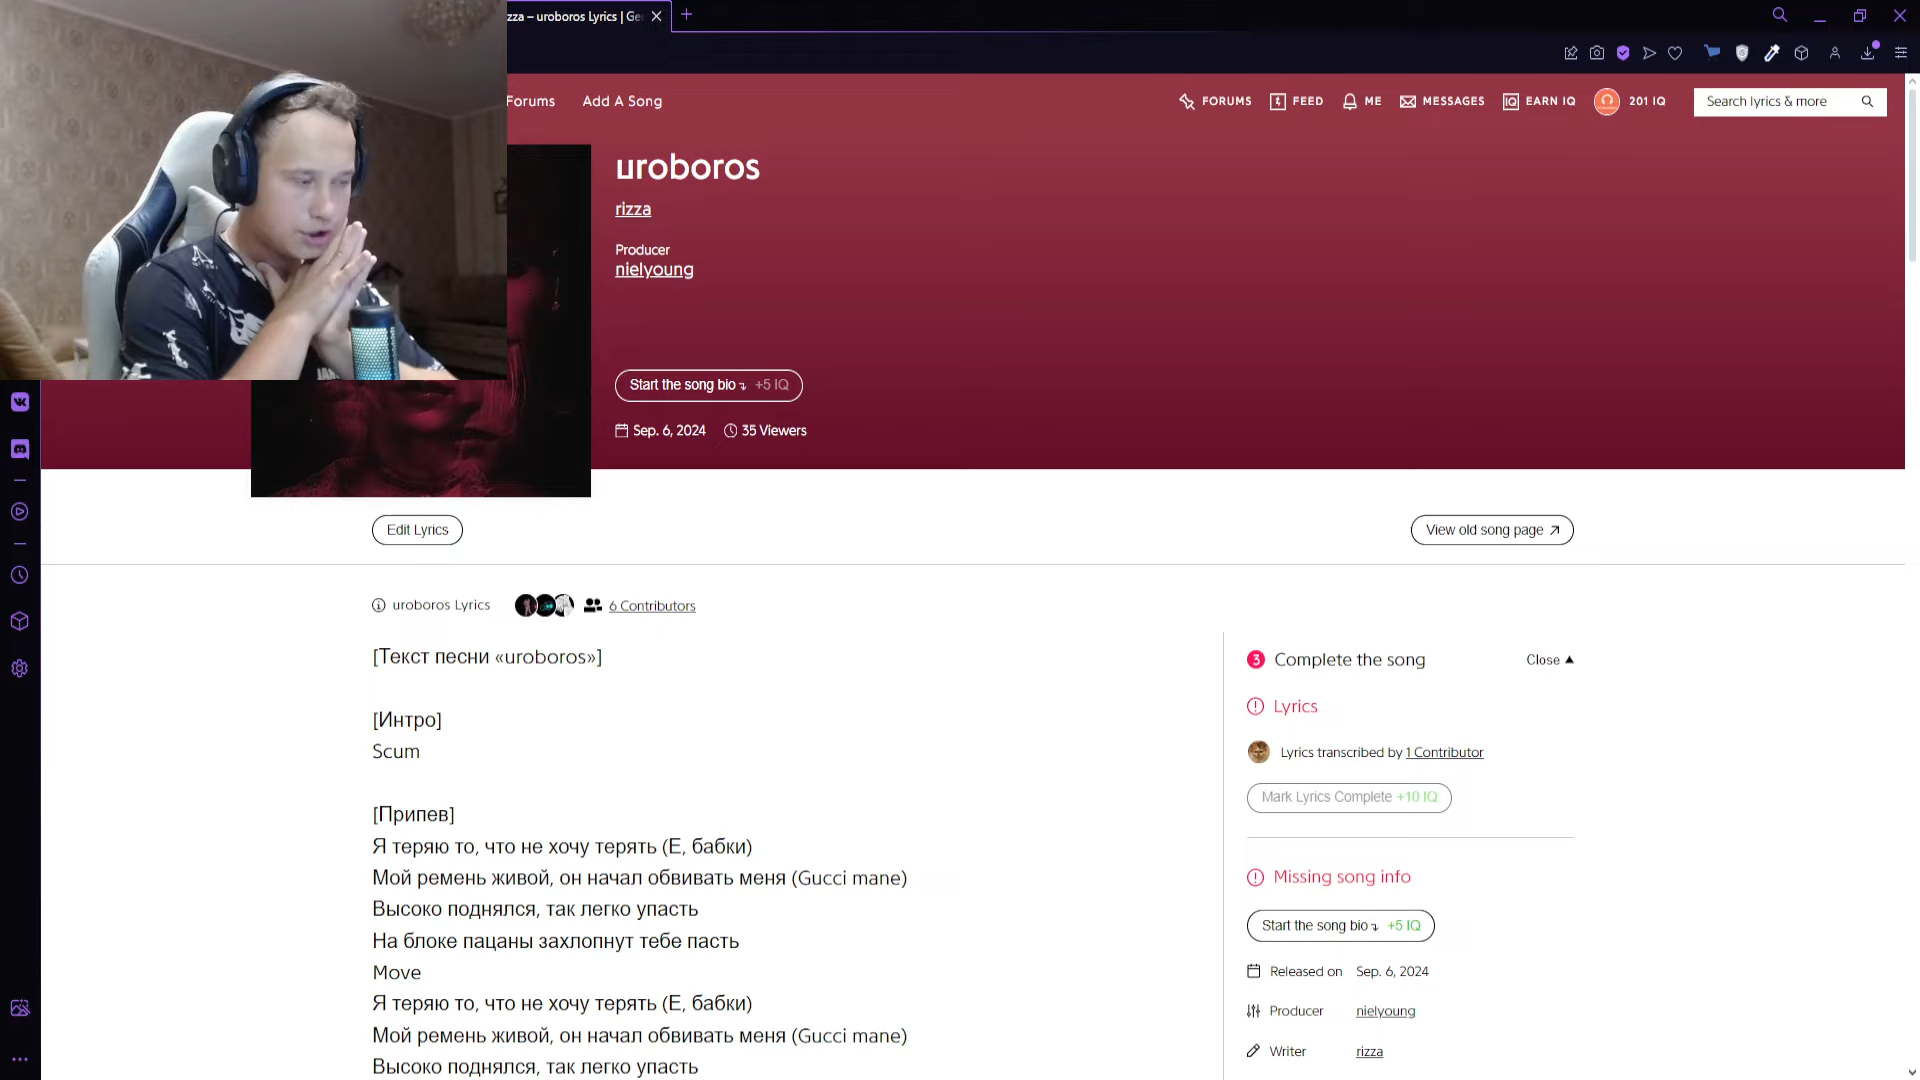 zza – uroboros Lyrics | Ge
Forums
Add A Song
FORUMS
FEED
ME
MESSAGES
IQ
EARN IQ
201 IQ
Search lyrics & more
uroboros
rizza
Producer
nielyoung
Start the song bio +5 IQ
Sep. 6, 2024
35 Viewers
Edit Lyrics
View old song page
uroboros Lyrics
6 Contributors
[Текст песни «uroboros»]
[Интро]
Scum
[Припев]
Я теряю то, что не хочу терять (Е, бабки)
Мой ремень живой, он начал обвивать меня (Gucci mane)
Высоко поднялся, так легко упасть
На блоке пацаны захлопнут тебе пасть
Move
Я теряю то, что не хочу терять (Е, бабки)
Мой ремень живой, он начал обвивать меня (Gucci mane)
Высоко поднялся, так легко упасть
3 Complete the song
Close
Lyrics
Lyrics transcribed by 1 Contributor
Mark Lyrics Complete +10 IQ
Missing song info
Start the song bio +5 IQ
Released on Sep. 6, 2024
Producer nielyoung
Writer rizza